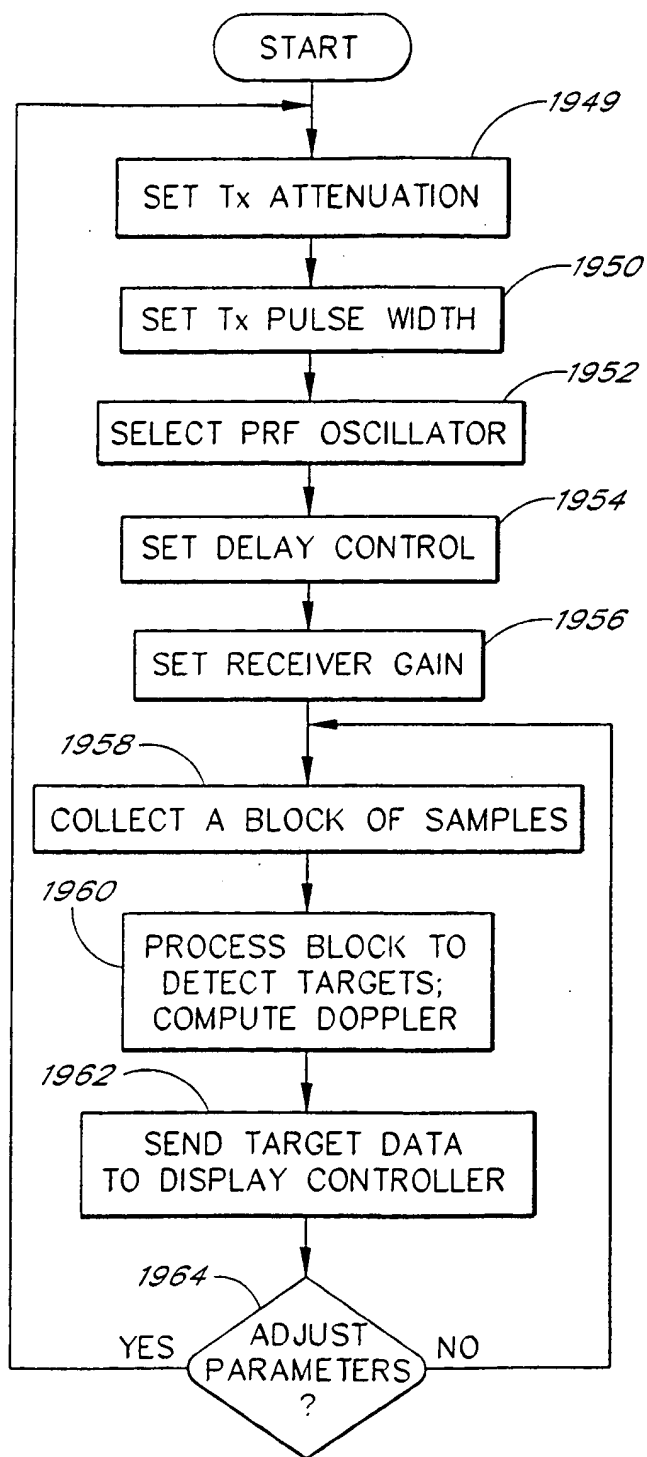 START
1949
SET Tx ATTENUATION
1950
SET Tx PULSE WIDTH
1952
SELECT PRF OSCILLATOR
1954
SET DELAY CONTROL
1956
SET RECEIVER GAIN
1958
COLLECT A BLOCK OF SAMPLES
1960
PROCESS BLOCK TO
DETECT TARGETS;
COMPUTE DOPPLER
1962
SEND TARGET DATA
TO DISPLAY CONTROLLER
1964
YES
ADJUST
PARAMETERS
?
NO